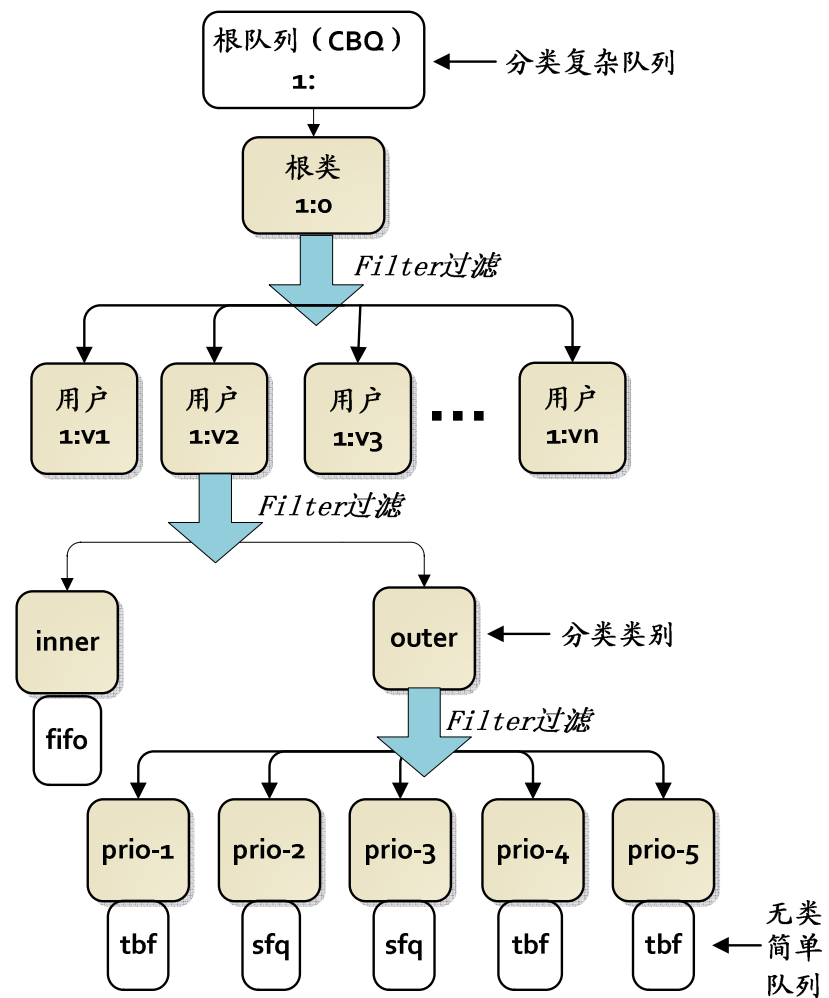 根队列（CBQ）
1:
分类复杂队列
根类
1:0
Filter过滤
用户
1:v1
用户
1:v2
用户
1:v3
...
用户
1:vn
Filter过滤
inner
outer
分类类别
fifo
Filter过滤
prio-1
prio-2
prio-3
prio-4
prio-5
tbf
sfq
sfq
tbf
tbf
无类
简单
队列